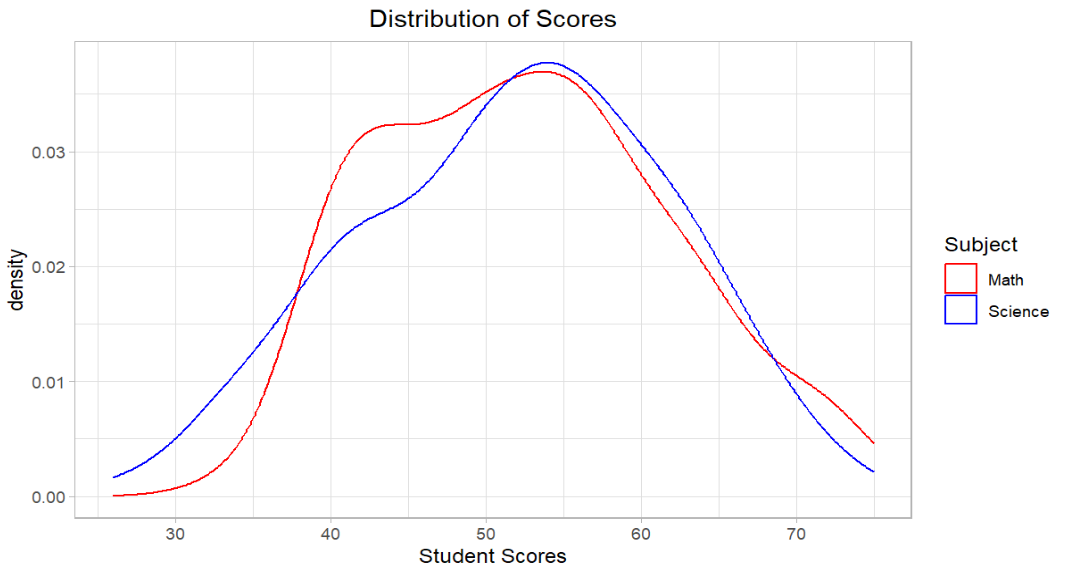 Distribution of Scores
density
0.03
0.02
0.01
0.00
30 40 50 60 70
Student Scores
Subject
Math
Science